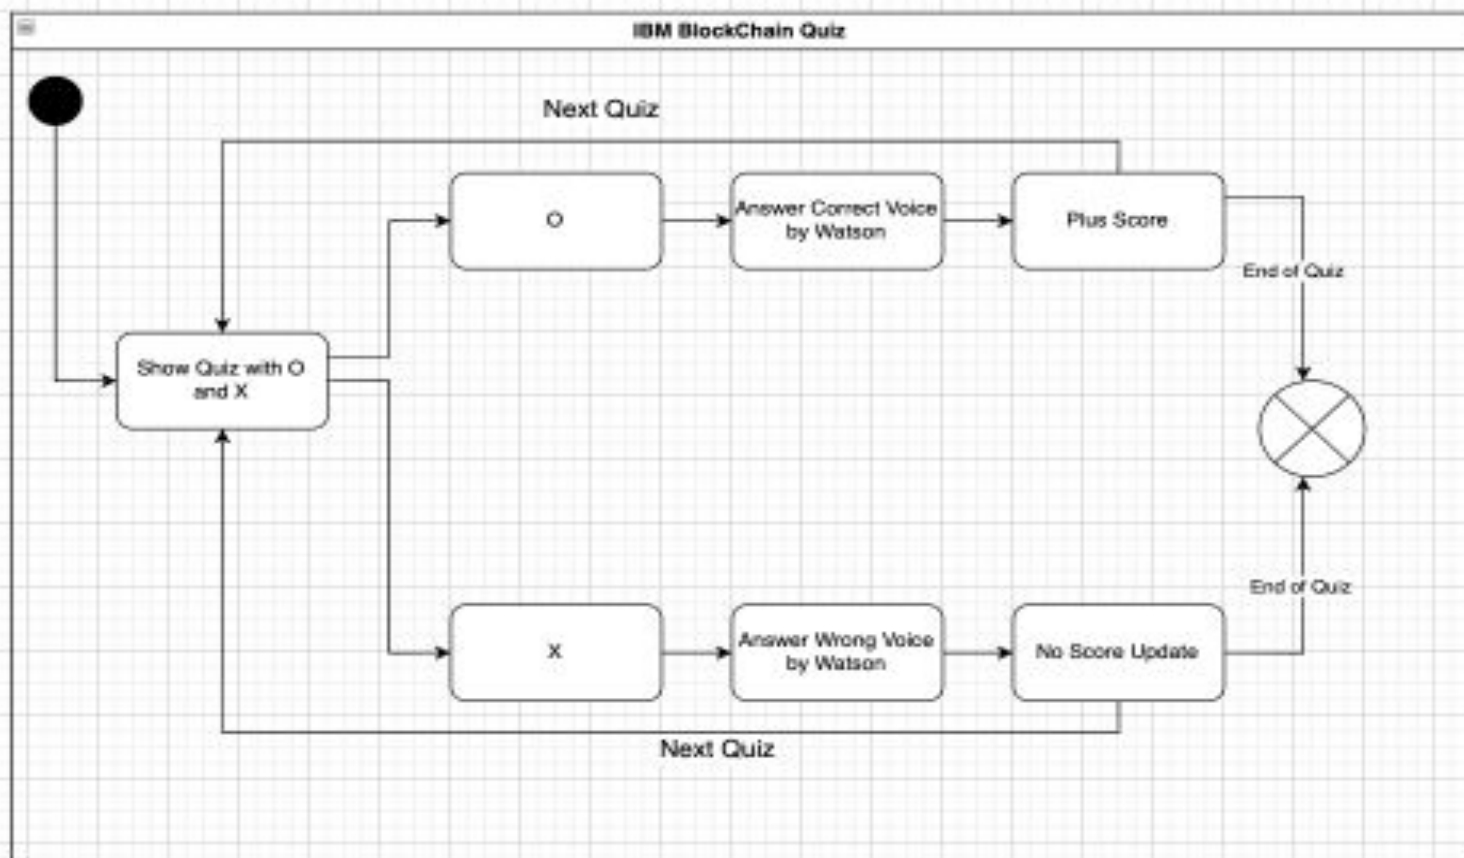 IBM BlockChain Quiz
Next Quiz
O
Answer Correct Voice
by Watson
Plus Score
End of Quiz
Show Quiz with O
and X
End of Quiz
X
Answer Wrong Voice
by Watson
No Score Update
Next Quiz